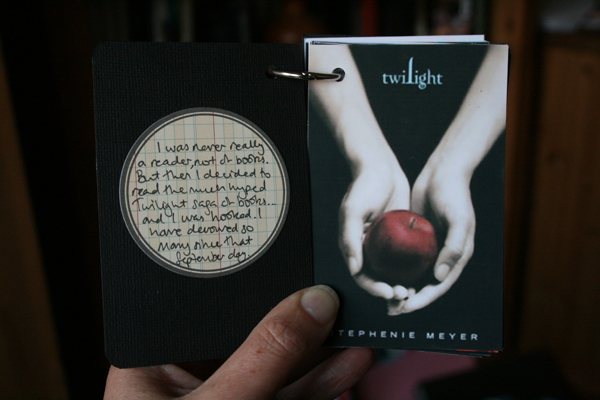 I was never really
a reader, not of books.
But then I decided to
read the much hyped
Twilight saga of books...
and I was hooked. I
have devoured so
many since that
September day.
twilight
TEPHENIE MEYER